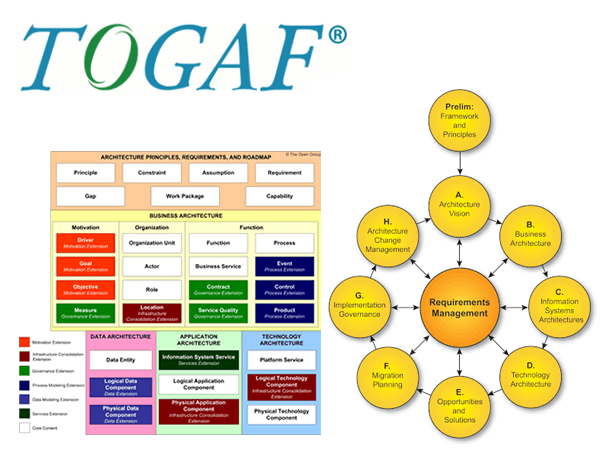 TOGAF®
© The Open Group
ARCHITECTURE PRINCIPLES, REQUIREMENTS, AND ROADMAP
Principle
Constraint
Assumption
Requirement
Gap
Work Package
Capability
BUSINESS ARCHITECTURE
Motivation
Organization
Function
Driver
Motivation Extension
Organization Unit
Function
Process
Goal
Motivation Extension
Actor
Business Service
Event
Process Extension
Objective
Motivation Extension
Role
Contract
Governance Extension
Control
Process Extension
Measure
Governance Extension
Location
Infrastructure
Consolidation Extension
Service Quality
Governance Extension
Product
Process Extension
DATA ARCHITECTURE
Data Entity
Logical Data
Component
Data Extension
Physical Data
Component
Data Extension
APPLICATION
ARCHITECTURE
Information System Service
Services Extension
Logical Application
Component
Physical Application
Component
Infrastructure Consolidation
Extension
TECHNOLOGY
ARCHITECTURE
Platform Service
Logical Technology
Component
Infrastructure Consolidation
Extension
Physical Technology
Component
Motivation Extension
Infrastructure Consolidation
Extension
Governance Extension
Process Modeling Extension
Data Modeling Extension
Services Extension
Core Content
Prelim:
Framework
and
Principles
A.
Architecture
Vision
B.
Business
Architecture
C.
Information
Systems
Architectures
D.
Technology
Architecture
E.
Opportunities
and
Solutions
F.
Migration
Planning
G.
Implementation
Governance
H.
Architecture
Change
Management
Requirements
Management